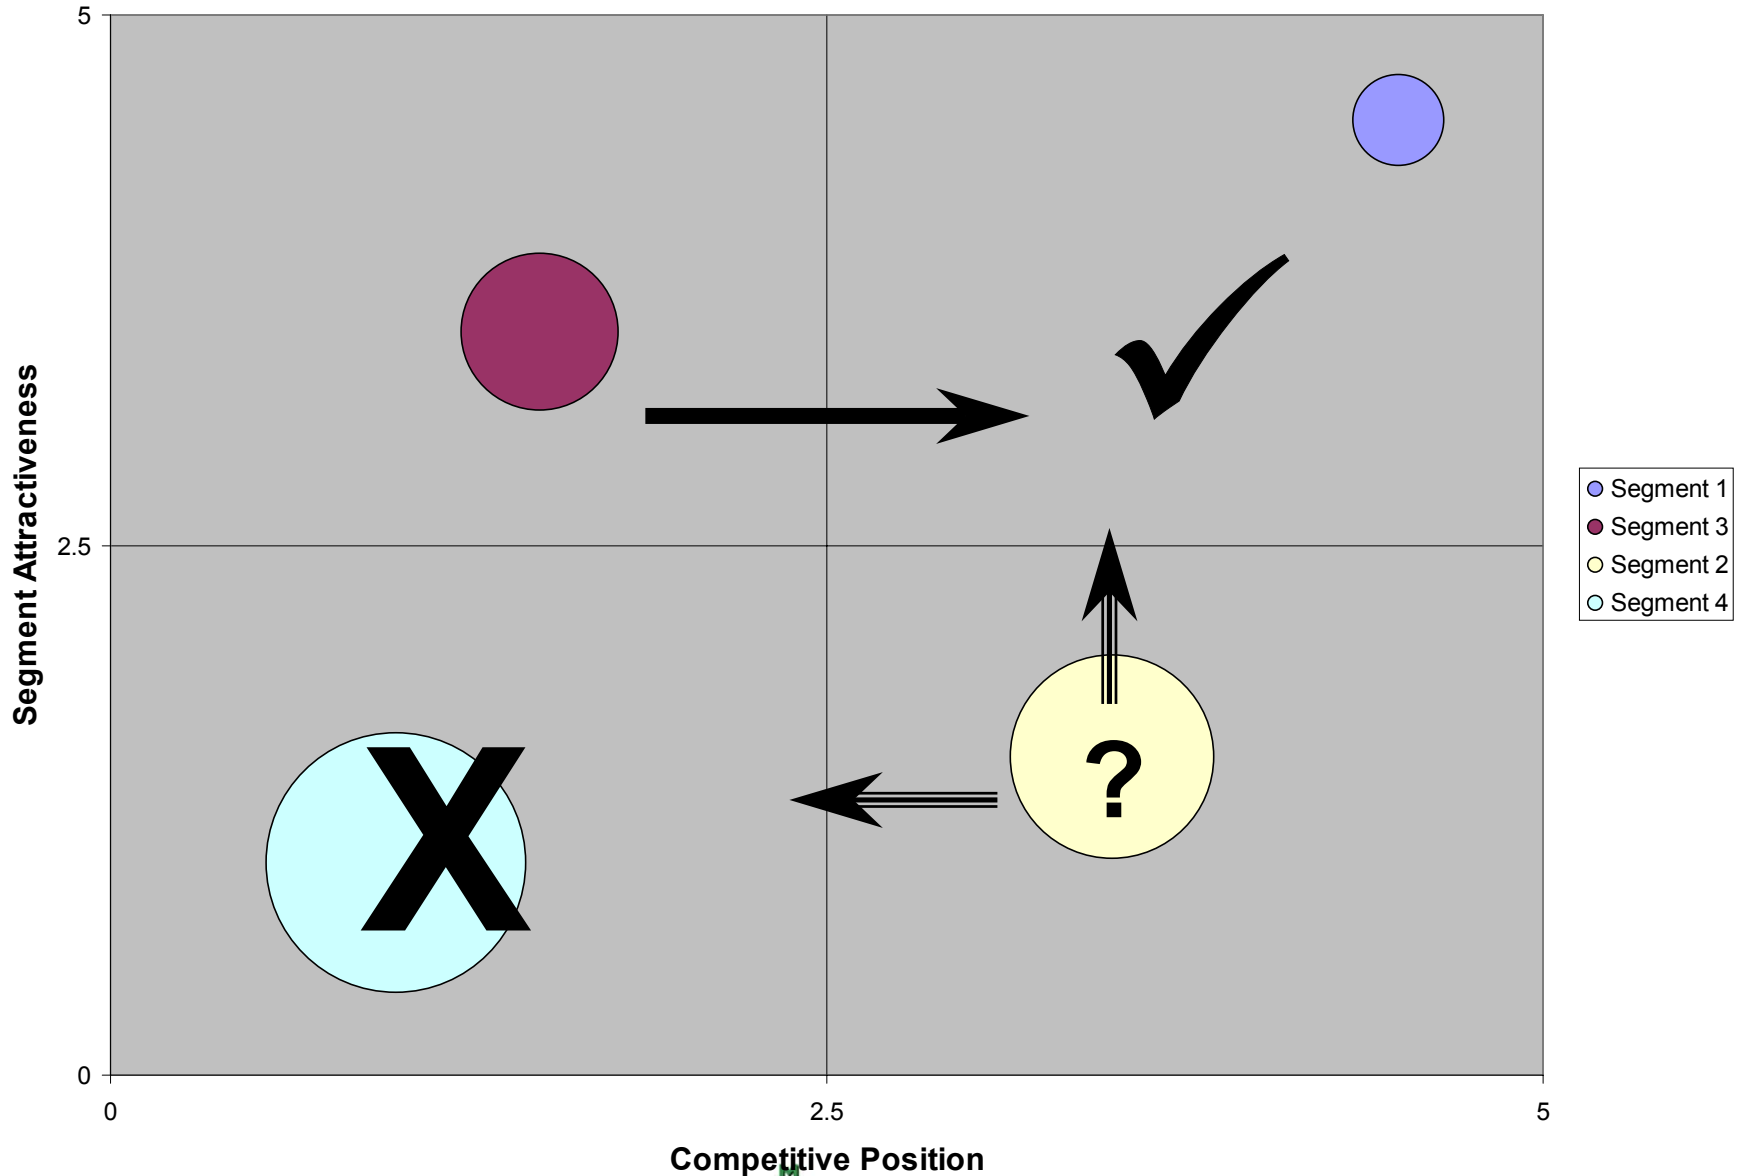 5
Segment Attractiveness
2.5
X
?
0
0
2.5
5
Competitive Position
Segment 1
Segment 3
Segment 2
Segment 4